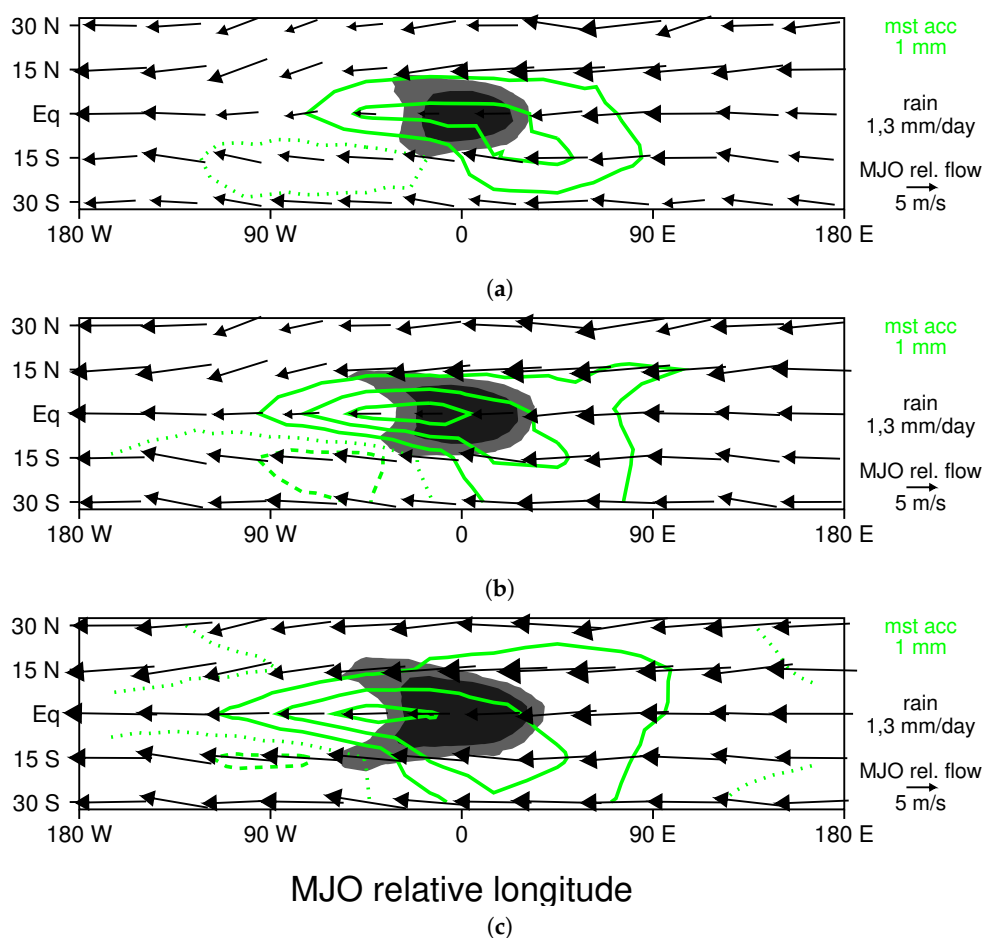 30 N
15 N
Eq
15 S
30 S
180 W 90 W 0 90 E 180 E
mst acc
1 mm
rain
1,3 mm/day
MJO rel. flow
5 m/s
(a)
30 N
15 N
Eq
15 S
30 S
180 W 90 W 0 90 E 180 E
mst acc
1 mm
rain
1,3 mm/day
MJO rel. flow
5 m/s
(b)
30 N
15 N
Eq
15 S
30 S
180 W 90 W 0 90 E 180 E
mst acc
1 mm
rain
1,3 mm/day
MJO rel. flow
5 m/s
MJO relative longitude
(c)